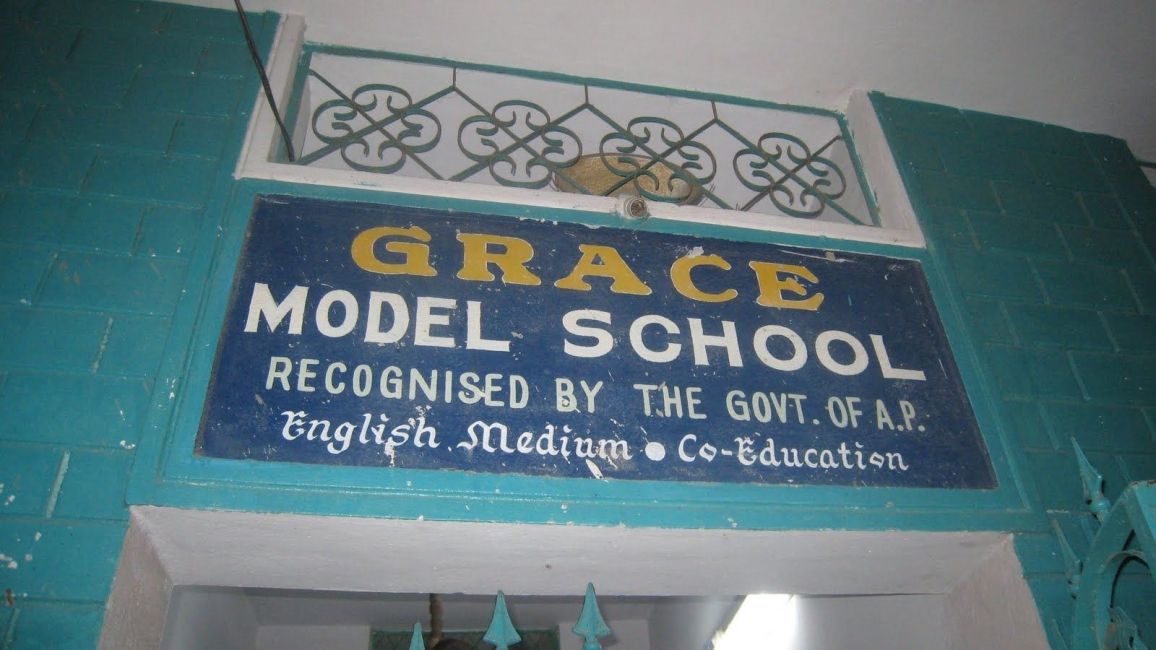 GRACE
MODEL SCHOOL
RECOGNISED BY THE GOVT. OF A.P.
English Medium • Co-Education